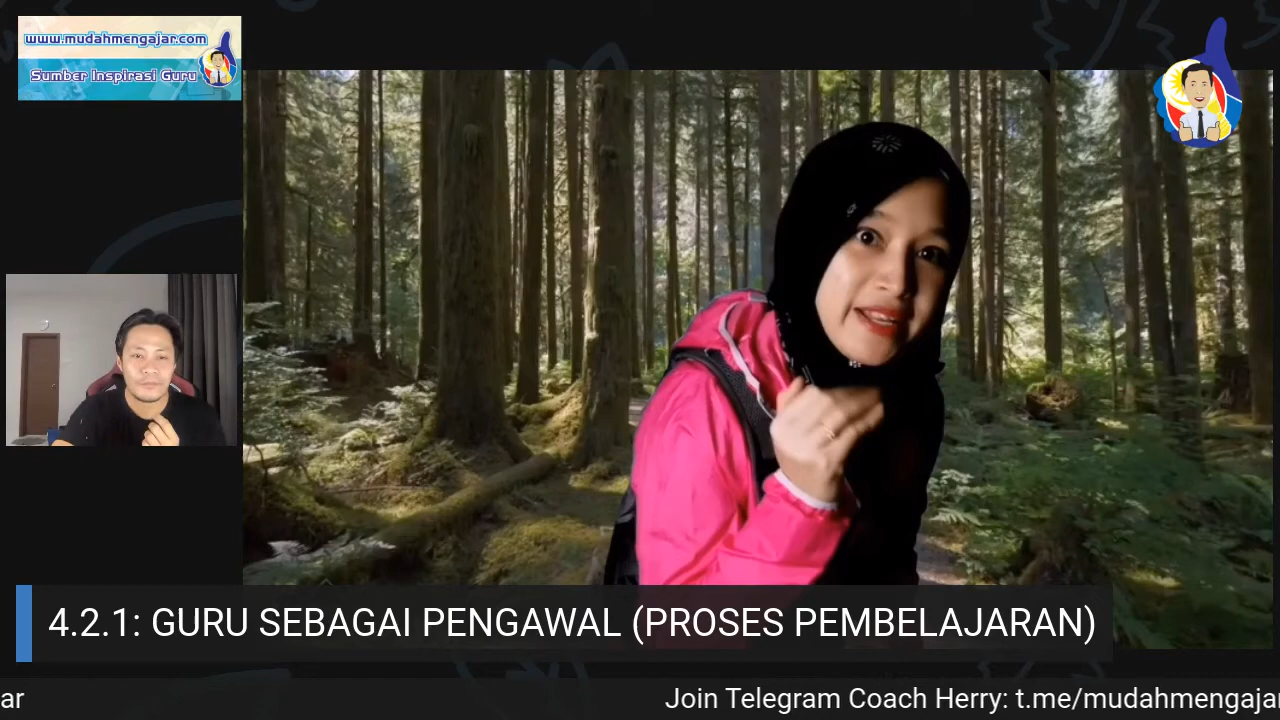 www.mudahmengajar.com
Sumber Inspirasi Guru
4.2.1: GURU SEBAGAI PENGAWAL (PROSES PEMBELAJARAN)
ar
Join Telegram Coach Herry: t.me/mudahmengajar